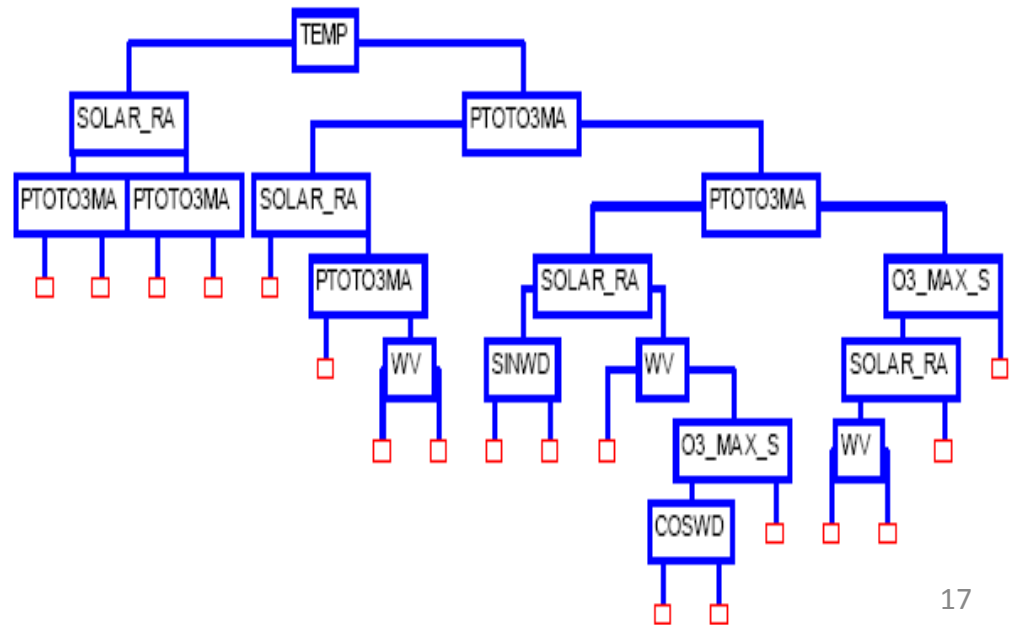 TEMP
SOLAR_RA
PTOTO3MA
PTOTO3MA
PTOTO3MA
SOLAR_RA
PTOTO3MA
PTOTO3MA
SOLAR_RA
O3_MAX_S
WV
SINWD
WV
SOLAR_RA
O3_MAX_S
WV
COSWD
17